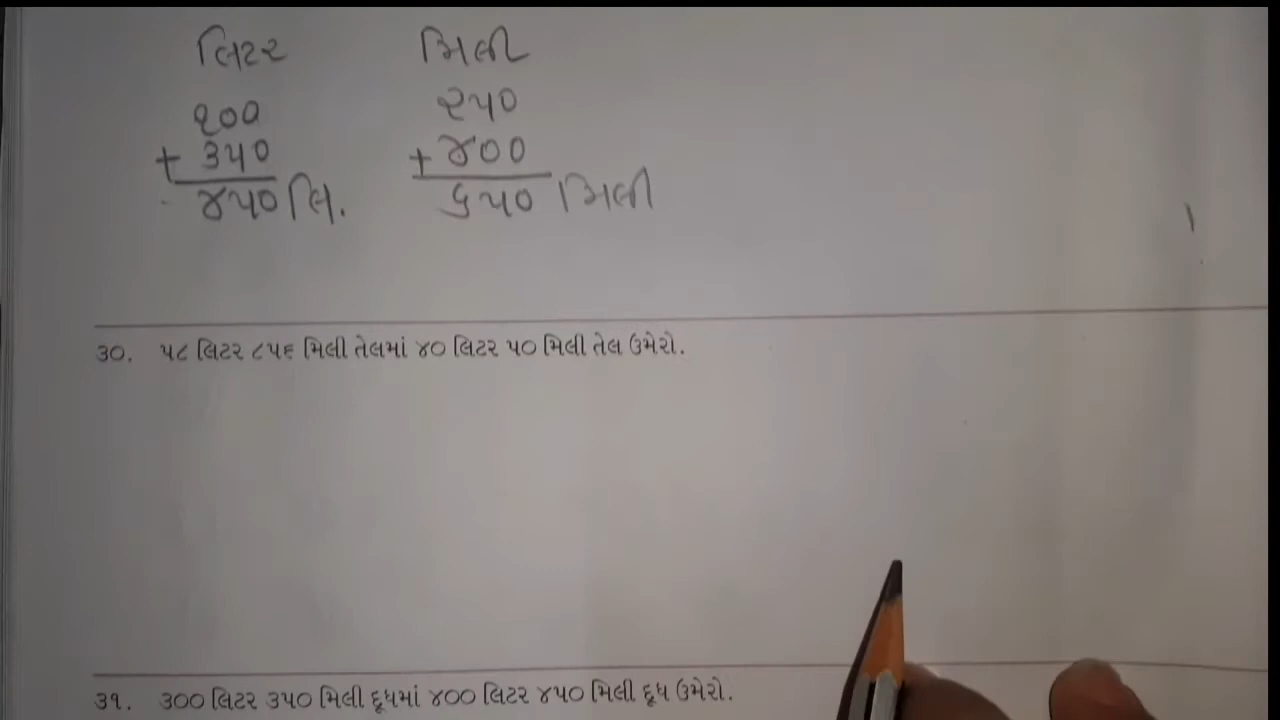 લિટર મિલી
૧૦૦ ૨૫૦
+ ૩૫૦ + ૪૦૦
૪૫૦ લિ. ૬૫૦ મિલી
૩૦. ૫૮ લિટર ૮૫૬ મિલી તેલમાં ૪૦ લિટર ૫૦ મિલી તેલ ઉમેરો.
૩૧. ૩૦૦ લિટર ૩૫૦ મિલી દૂધમાં ૪૦૦ લિટર ૪૫૦ મિલી દૂધ ઉમેરો.